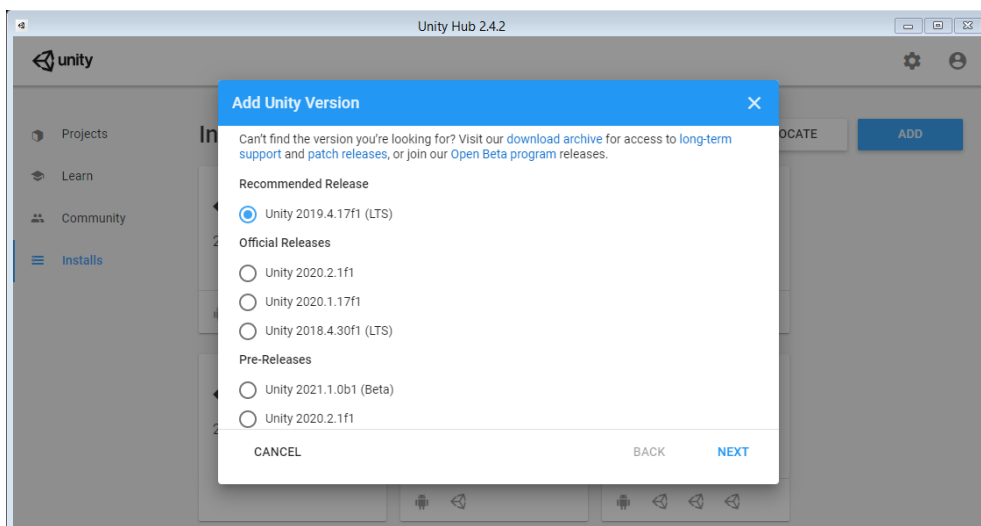 Unity Hub 2.4.2
unity
Add Unity Version
Can't find the version you're looking for? Visit our download archive for access to long-term
support and patch releases, or join our Open Beta program releases.
Recommended Release
Unity 2019.4.17f1 (LTS)
Official Releases
Unity 2020.2.1f1
Unity 2020.1.17f1
Unity 2018.4.30f1 (LTS)
Pre-Releases
Unity 2021.1.0b1 (Beta)
Unity 2020.2.1f1
CANCEL
BACK
NEXT
Projects
Learn
Community
Installs
In
OCATE
ADD
2
2